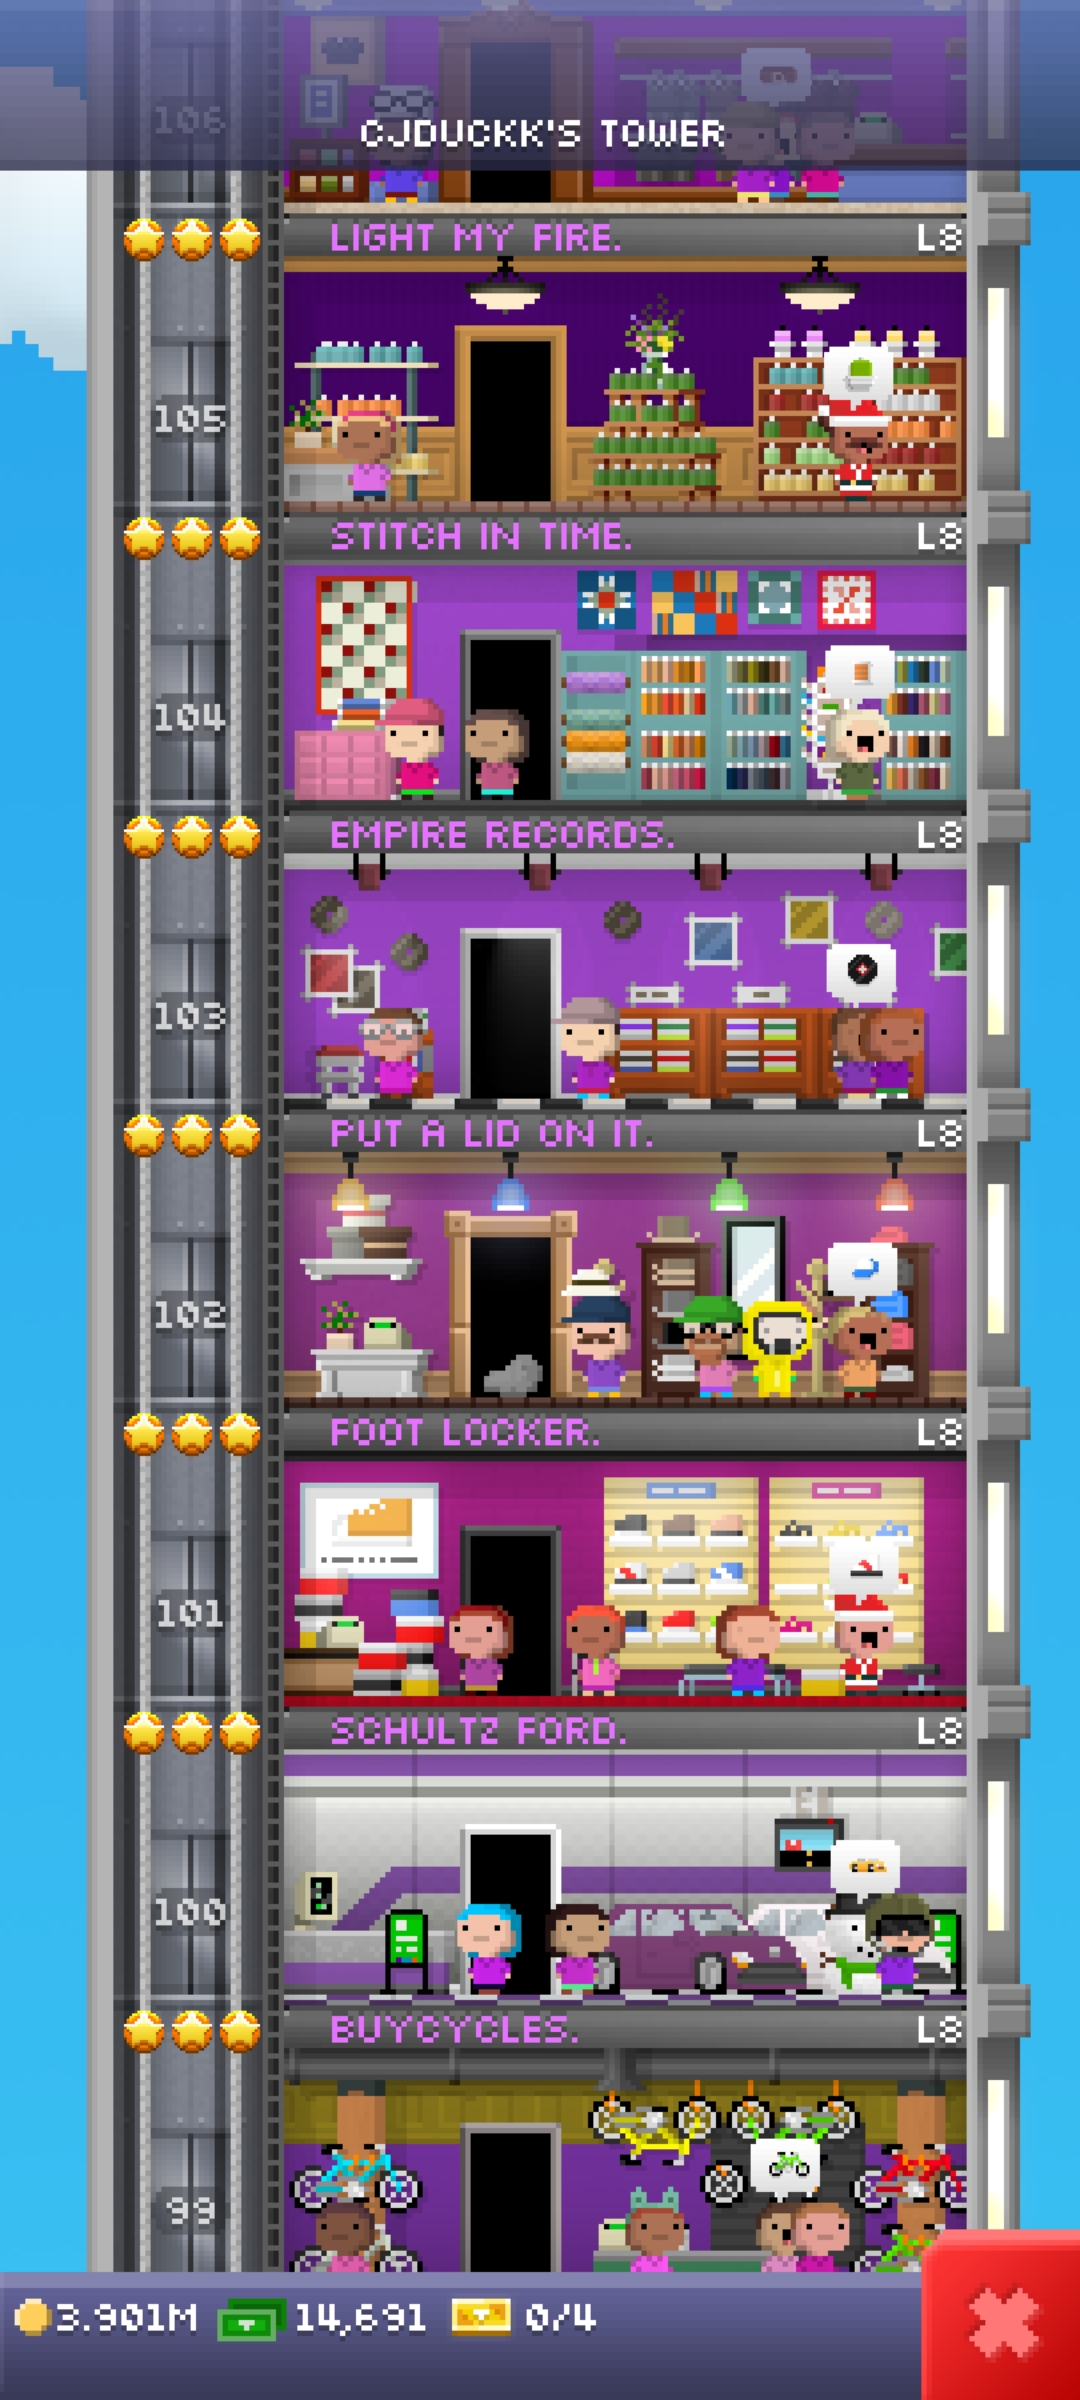 106
CJDUCKK'S TOWER
LIGHT MY FIRE. L8
105
STITCH IN TIME. L8
104
EMPIRE RECORDS. L8
103
PUT A LID ON IT. L8
102
FOOT LOCKER. L8
101
SCHULTZ FORD. L8
100
BUYCYCLES. L8
99
3.901M 14,691 0/4